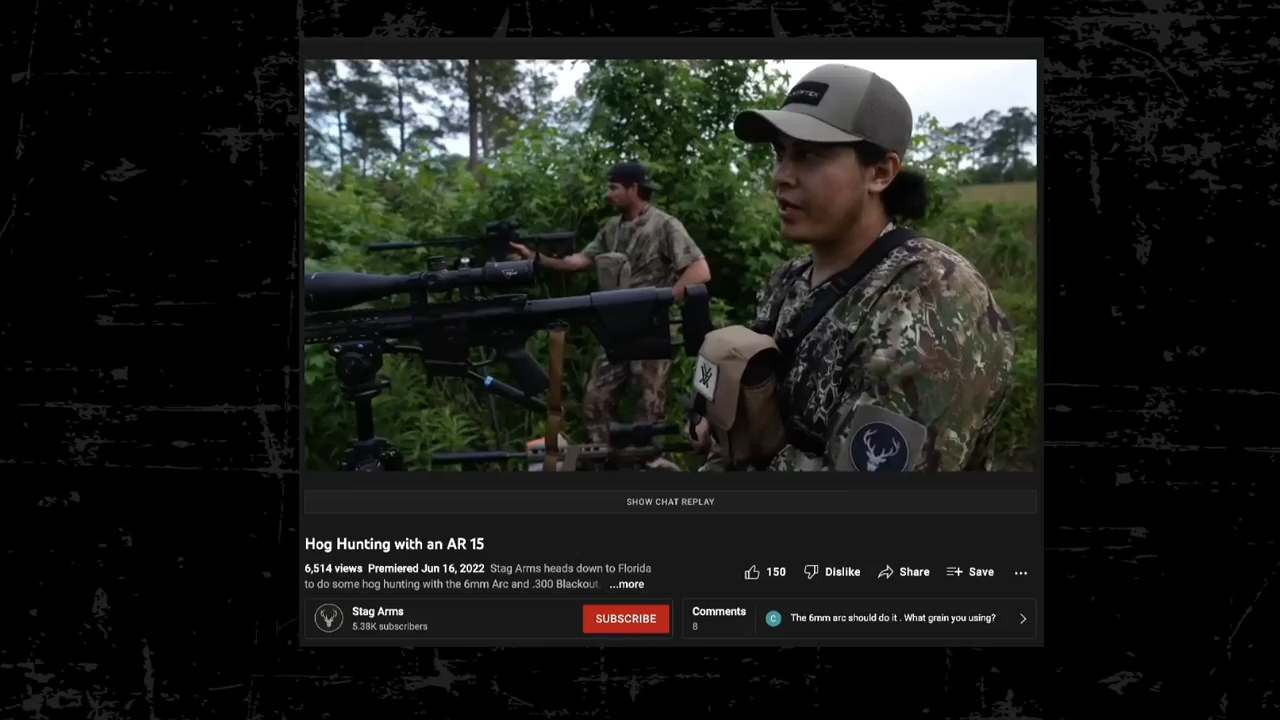 SHOW CHAT REPLAY
Hog Hunting with an AR 15
6,514 views Premiered Jun 16, 2022 Stag Arms heads down to Florida
to do some hog hunting with the 6mm Arc and .300 Blackout. ...more
150 Dislike Share Save ...
Stag Arms
5.38K subscribers
SUBSCRIBE
Comments
8
C
The 6mm arc should do it . What grain you using?